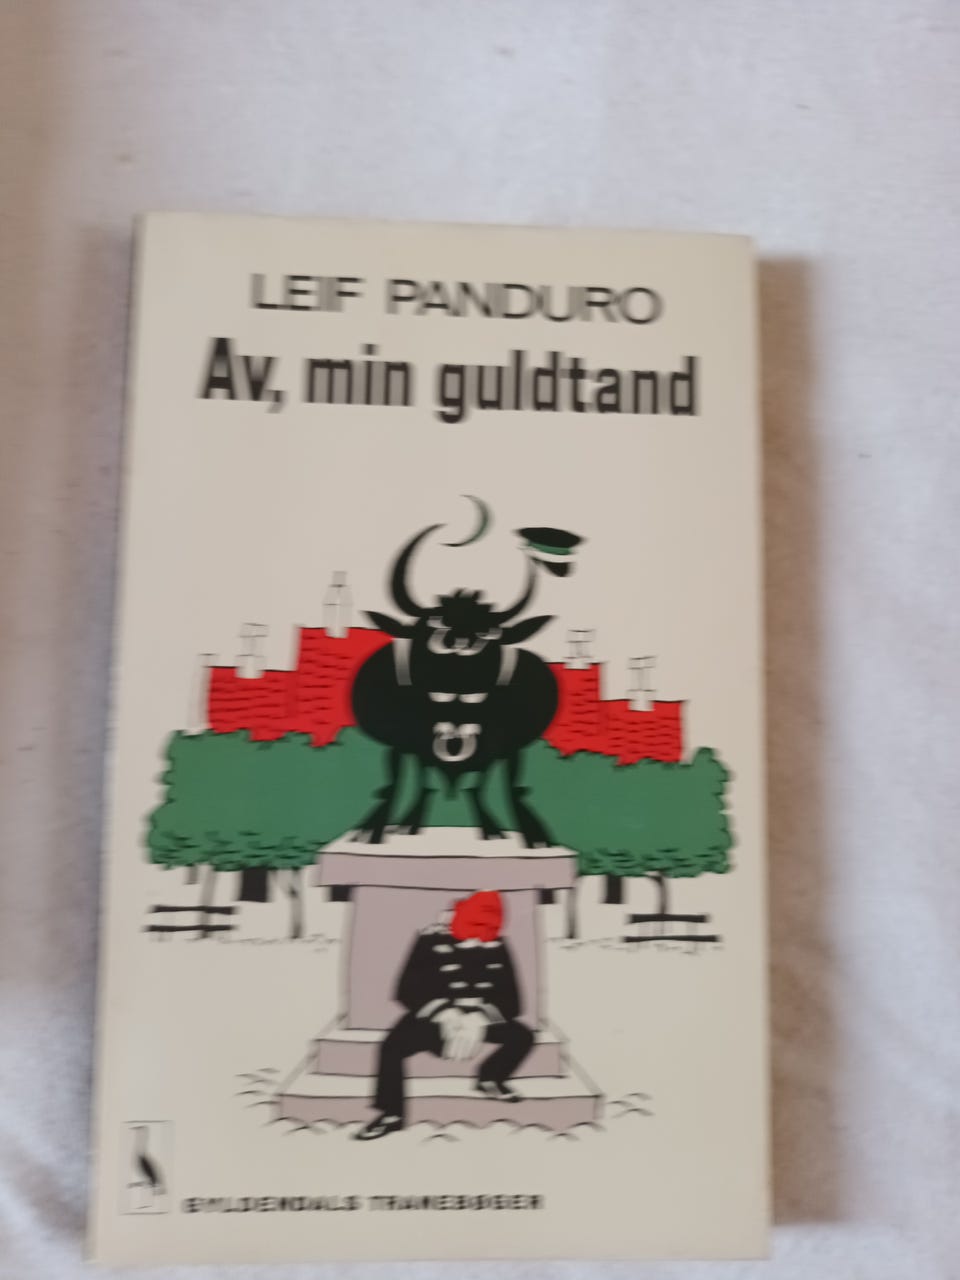 LEIF PANDURO
Av, min guldtand
GYLDENDALS TRANEBØGER